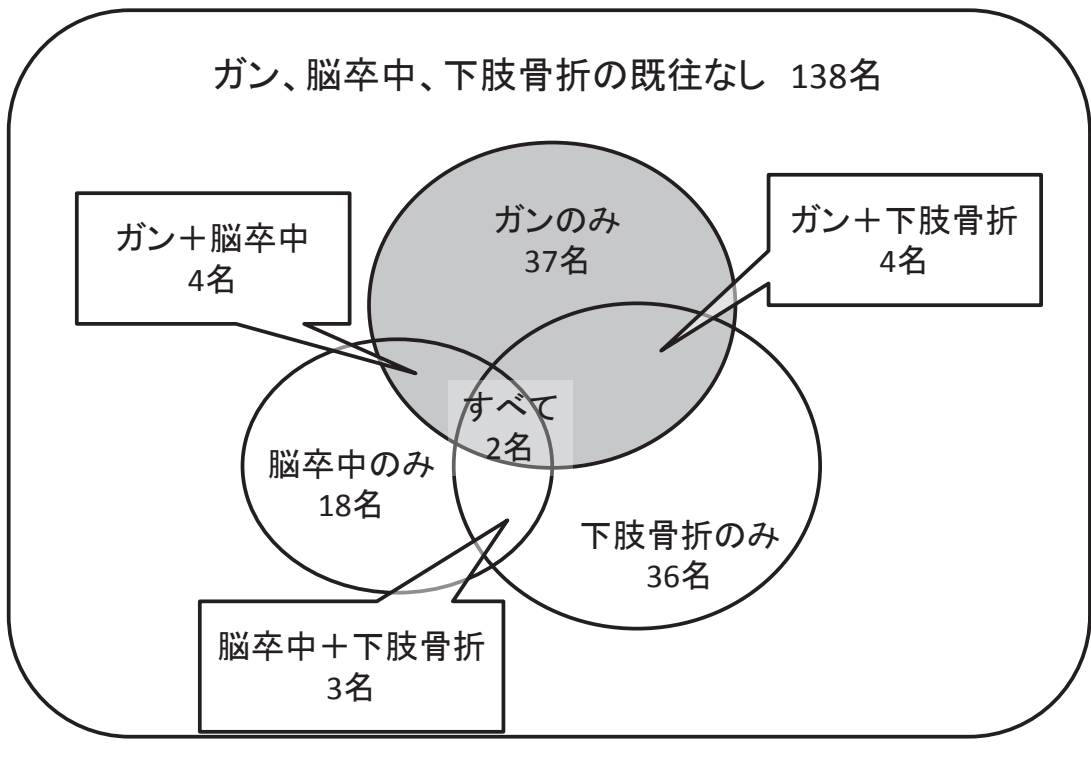 ガン、脳卒中、下肢骨折の既往なし 138名
ガンのみ
37名
ガン＋脳卒中
4名
ガン＋下肢骨折
4名
すべて
2名
脳卒中のみ
18名
下肢骨折のみ
36名
脳卒中＋下肢骨折
3名